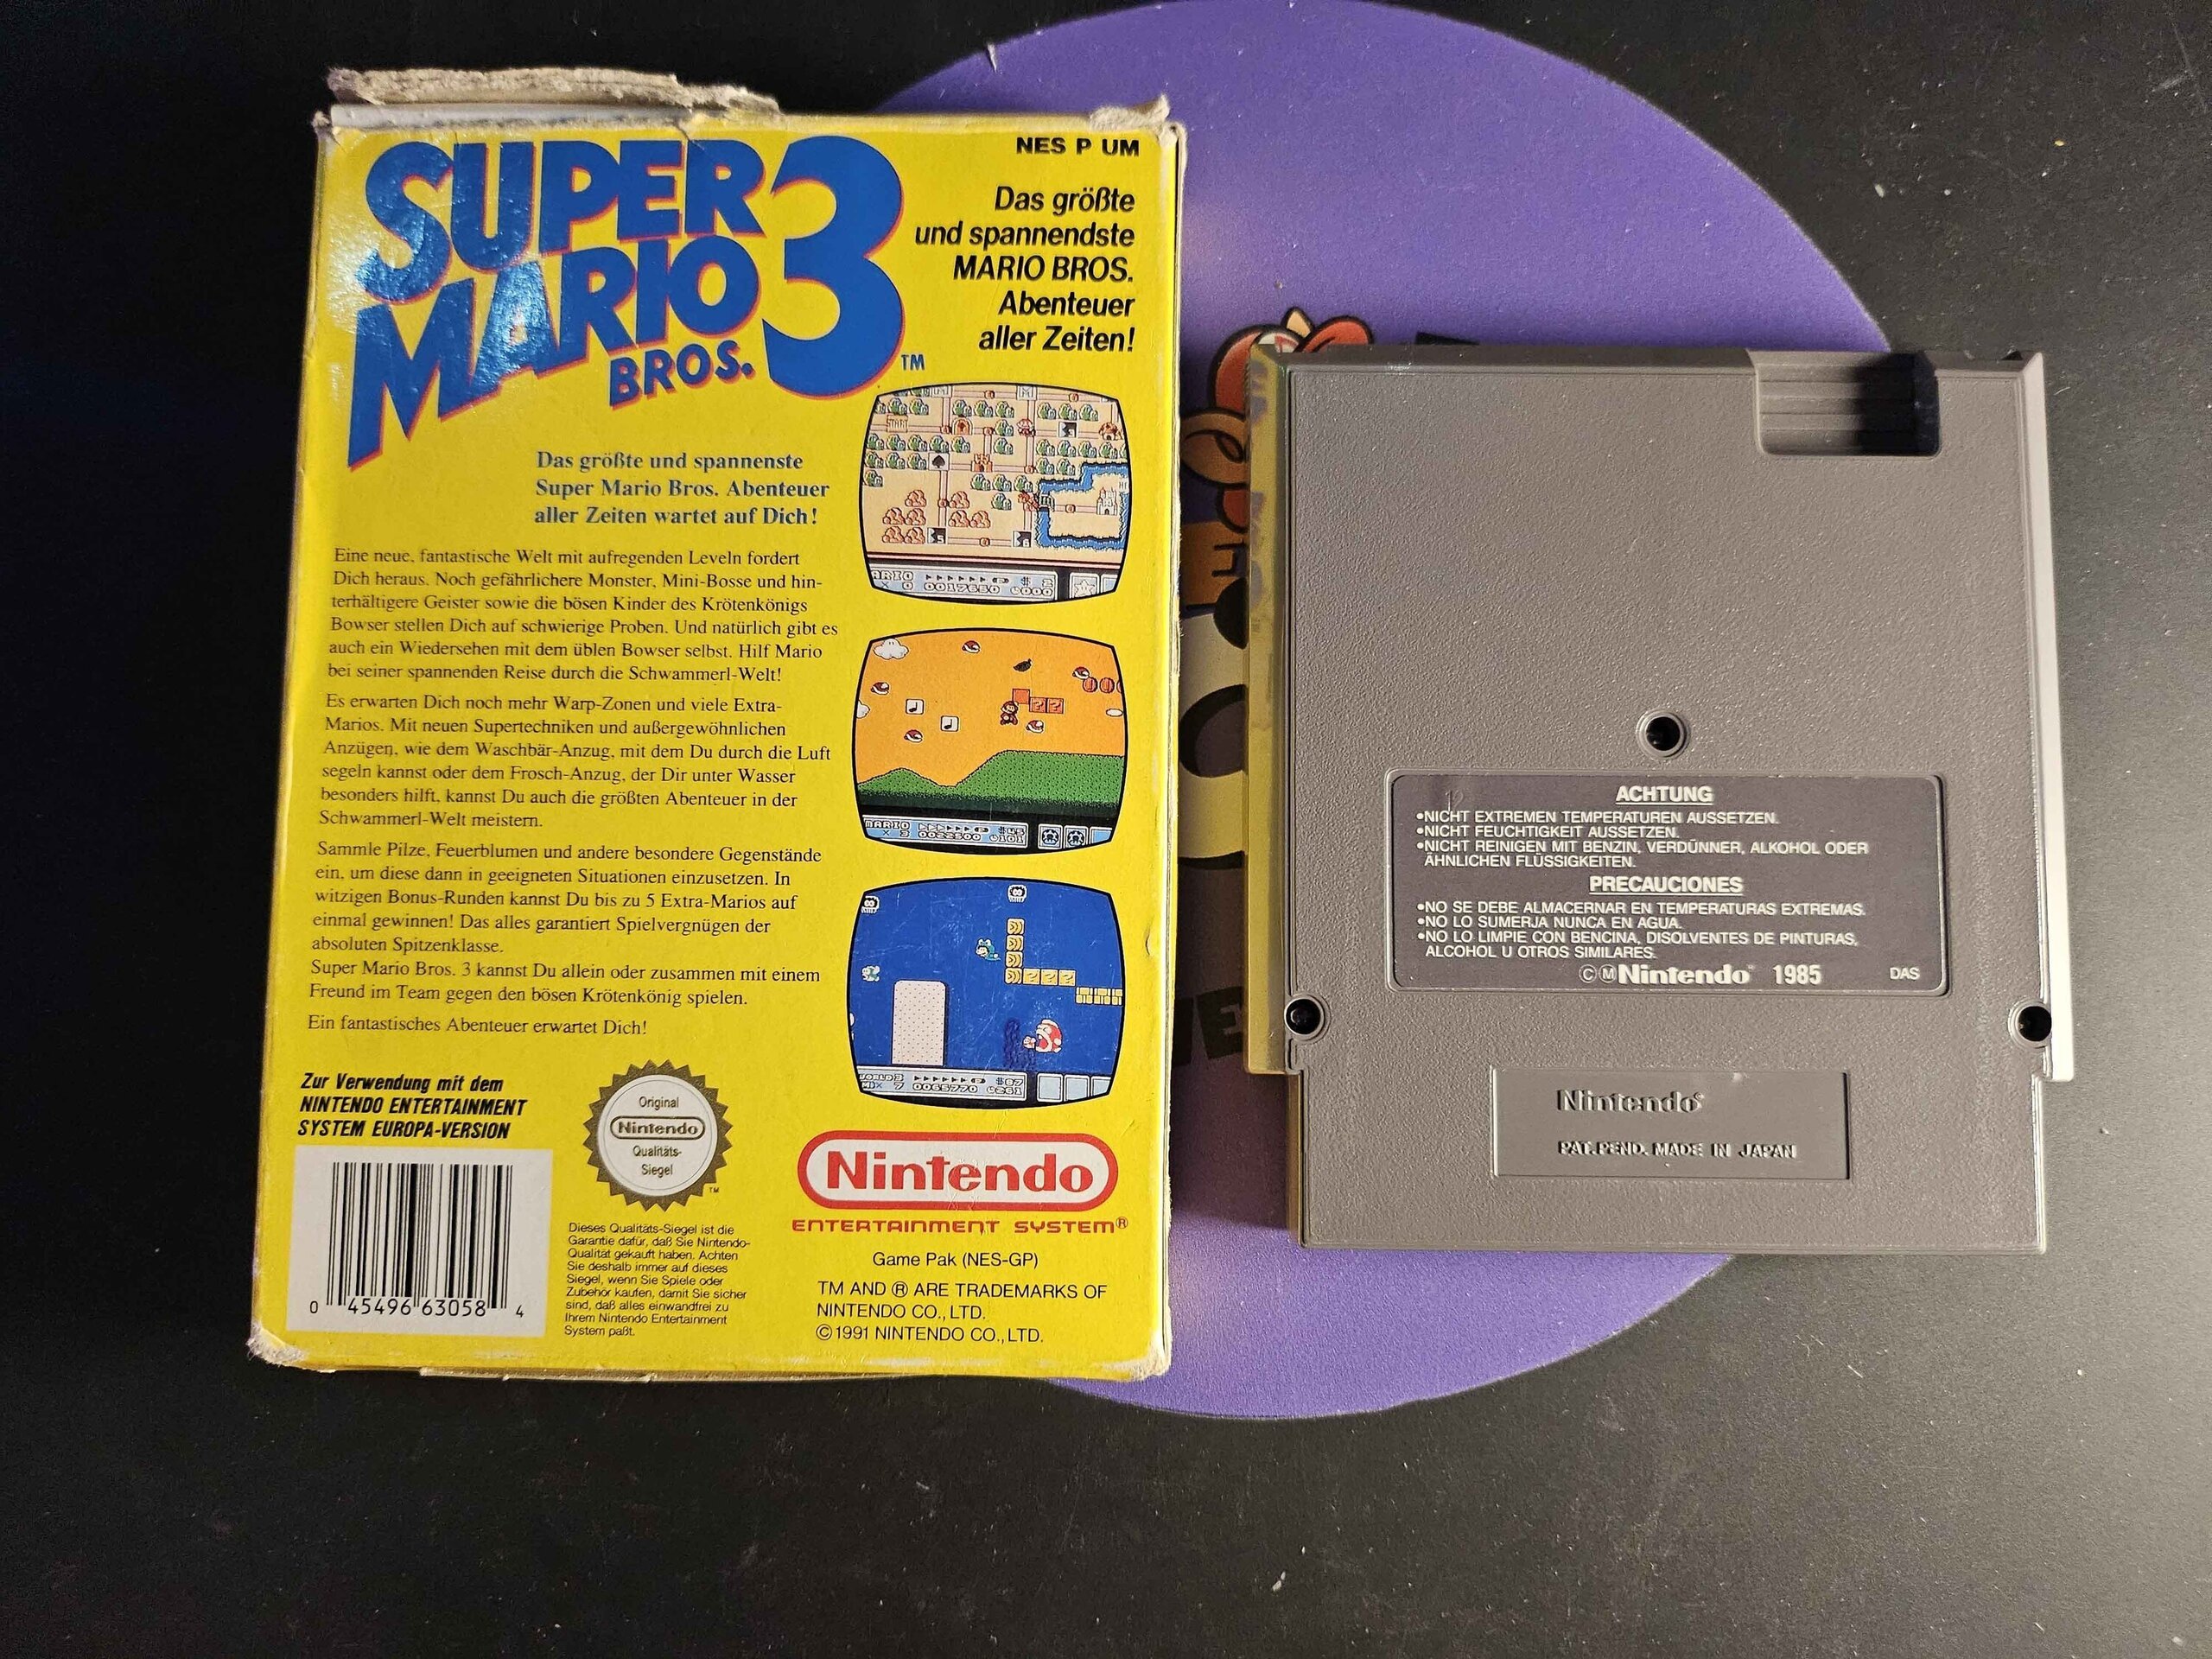 SUPER
MARIO
BROS. 3 ™
NES P UM
Das größte
und spannendste
MARIO BROS.
Abenteuer
aller Zeiten!
Das größte und spannenste
Super Mario Bros. Abenteuer
aller Zeiten wartet auf Dich!
Eine neue, fantastische Welt mit aufregenden Leveln fordert
Dich heraus. Noch gefährlichere Monster, Mini-Bosse und hin-
terhältigere Geister sowie die bösen Kinder des Krötenkönigs
Bowser stellen Dich auf schwierige Proben. Und natürlich gibt es
auch ein Wiedersehen mit dem üblen Bowser selbst. Hilf Mario
bei seiner spannenden Reise durch die Schwammerl-Welt!
Es erwarten Dich noch mehr Warp-Zonen und viele Extra-
Marios. Mit neuen Supertechniken und außergewöhnlichen
Anzügen, wie dem Waschbär-Anzug, mit dem Du durch die Luft
segeln kannst oder dem Frosch-Anzug, der Dir unter Wasser
besonders hilft, kannst Du auch die größten Abenteuer in der
Schwammerl-Welt meistern.
Sammle Pilze, Feuerblumen und andere besondere Gegenstände
ein, um diese dann in geeigneten Situationen einzusetzen. In
witzigen Bonus-Runden kannst Du bis zu 5 Extra-Marios auf
einmal gewinnen! Das alles garantiert Spielvergnügen der
absoluten Spitzenklasse.
Super Mario Bros. 3 kannst Du allein oder zusammen mit einem
Freund im Team gegen den bösen Krötenkönig spielen.
Ein fantastisches Abenteuer erwartet Dich!
START
Zur Verwendung mit dem
NINTENDO ENTERTAINMENT
SYSTEM EUROPA-VERSION
0 45496 63058 4
Original
Nintendo
Qualitäts-
Siegel
™
Dieses Qualitäts-Siegel ist die
Garantie dafür, daß Sie Nintendo-
Qualität gekauft haben. Achten
Sie deshalb immer auf dieses
Siegel, wenn Sie Spiele oder
Zubehör kaufen, damit Sie sicher
sind, daß alles einwandfrei zu
Ihrem Nintendo Entertainment
System paßt.
Nintendo
ENTERTAINMENT SYSTEM®
Game Pak (NES-GP)
TM AND ® ARE TRADEMARKS OF
NINTENDO CO., LTD.
©1991 NINTENDO CO., LTD.
ACHTUNG
•NICHT EXTREMEN TEMPERATUREN AUSSETZEN.
•NICHT FEUCHTIGKEIT AUSSETZEN.
•NICHT REINIGEN MIT BENZIN, VERDÜNNER, ALKOHOL ODER
ÄHNLICHEN FLÜSSIGKEITEN.
PRECAUCIONES
•NO SE DEBE ALMACERNAR EN TEMPERATURAS EXTREMAS.
•NO LO SUMERJA NUNCA EN AGUA.
•NO LO LIMPIE CON BENCINA, DISOLVENTES DE PINTURAS,
ALCOHOL U OTROS SIMILARES.
©Ⓜ Nintendo® 1985 DAS
Nintendo®
PAT. PEND. MADE IN JAPAN